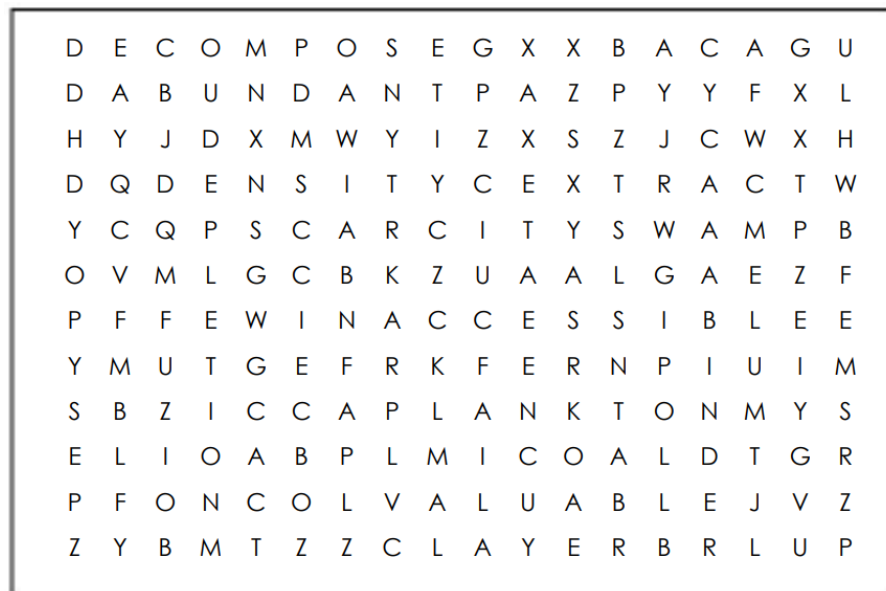 D E C O M P O S E G X X B A C A G U
D A B U N D A N T P A Z P Y Y F X L
H Y J D X M W Y I Z X S Z J C W X H
D Q D E N S I T Y C E X T R A C T W
Y C Q P S C A R C I T Y S W A M P B
O V M L G C B K Z U A A L G A E Z F
P F F E W I N A C C E S S I B L E E
Y M U T G E F R K F E R N P I U I M
S B Z I C C A P L A N K T O N M Y S
E L I O A B P L M I C O A L D T G R
P F O N C O L V A L U A B L E J V Z
Z Y B M T Z Z C L A Y E R B R L U P